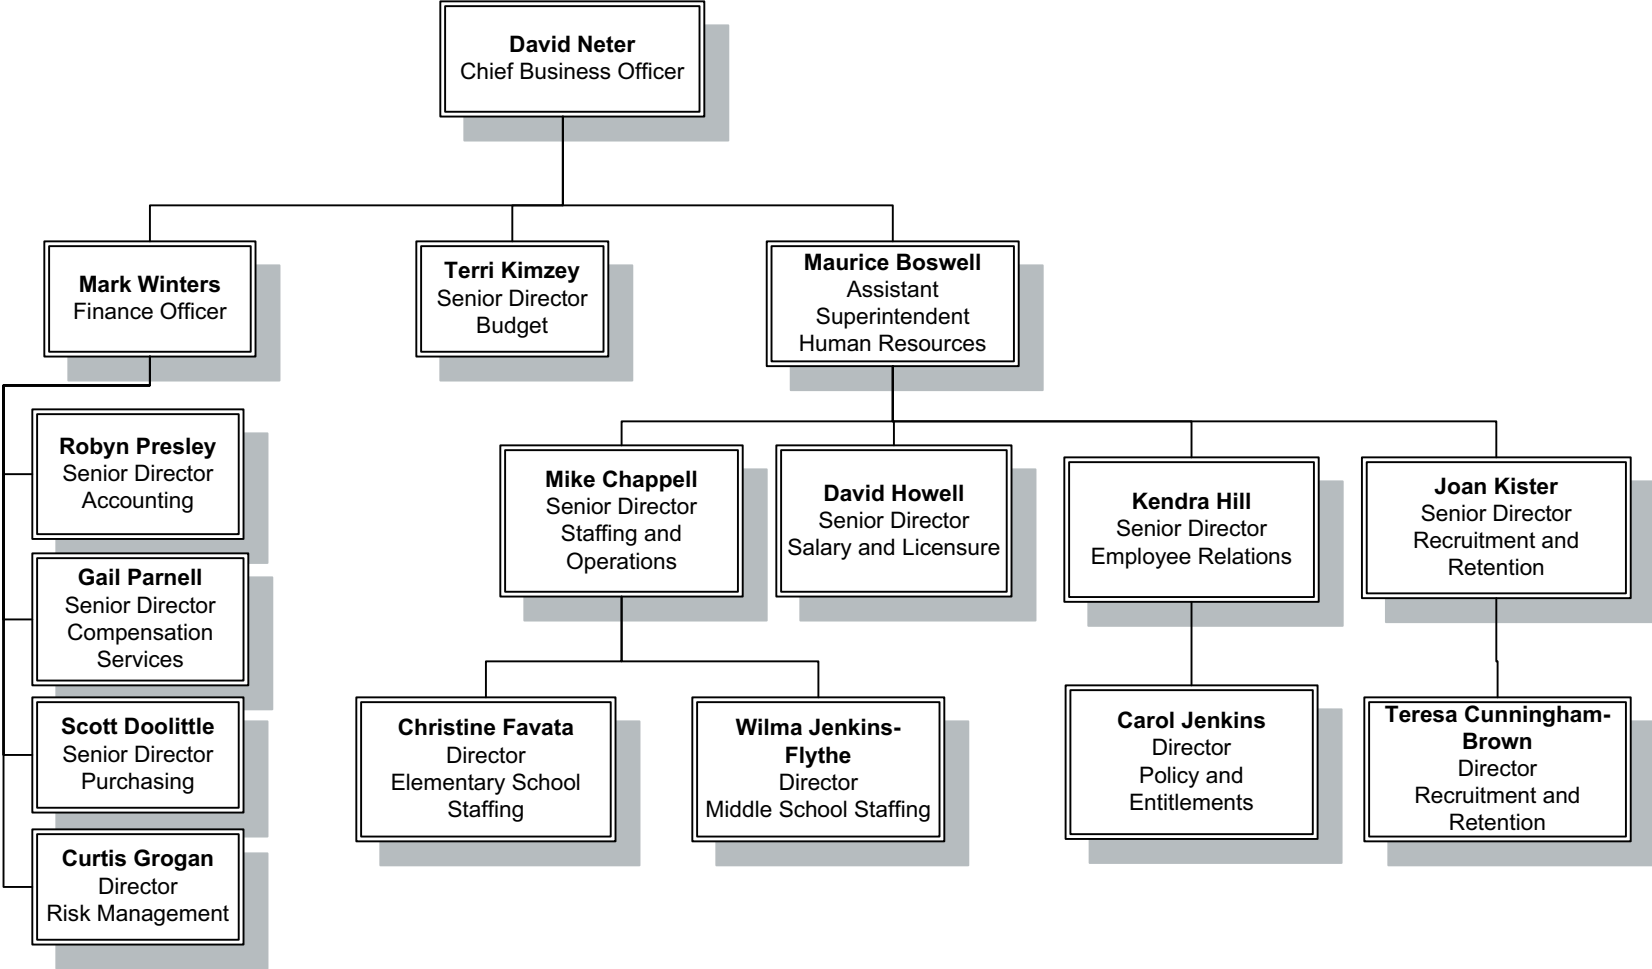 David Neter
Chief Business Officer
Mark Winters
Finance Officer
Terri Kimzey
Senior Director
Budget
Maurice Boswell
Assistant
Superintendent
Human Resources
Robyn Presley
Senior Director
Accounting
Gail Parnell
Senior Director
Compensation
Services
Scott Doolittle
Senior Director
Purchasing
Curtis Grogan
Director
Risk Management
Mike Chappell
Senior Director
Staffing and
Operations
David Howell
Senior Director
Salary and Licensure
Kendra Hill
Senior Director
Employee Relations
Joan Kister
Senior Director
Recruitment and
Retention
Christine Favata
Director
Elementary School
Staffing
Wilma Jenkins-
Flythe
Director
Middle School Staffing
Carol Jenkins
Director
Policy and
Entitlements
Teresa Cunningham-
Brown
Director
Recruitment and
Retention